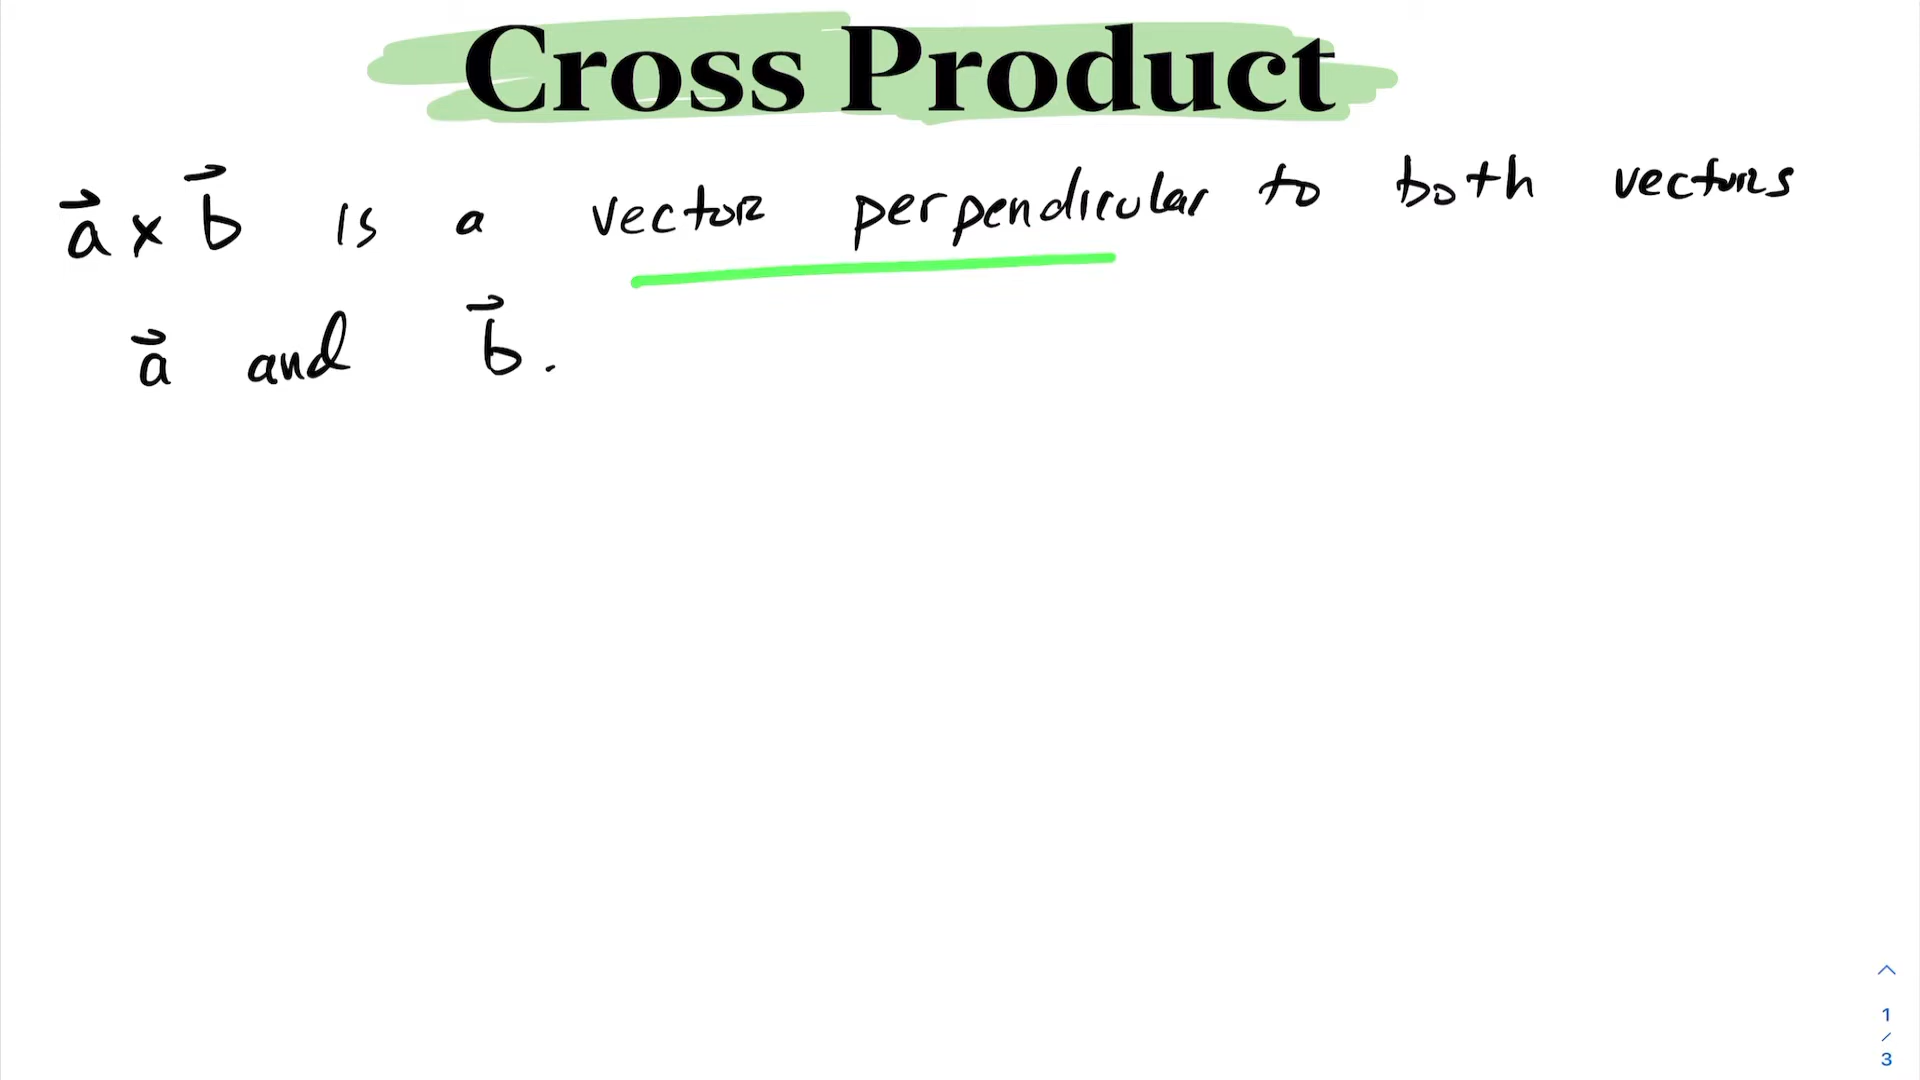 Cross Product
a⃗ × b⃗ is a vector perpendicular to both vectors
a⃗ and b⃗.
1
/
3